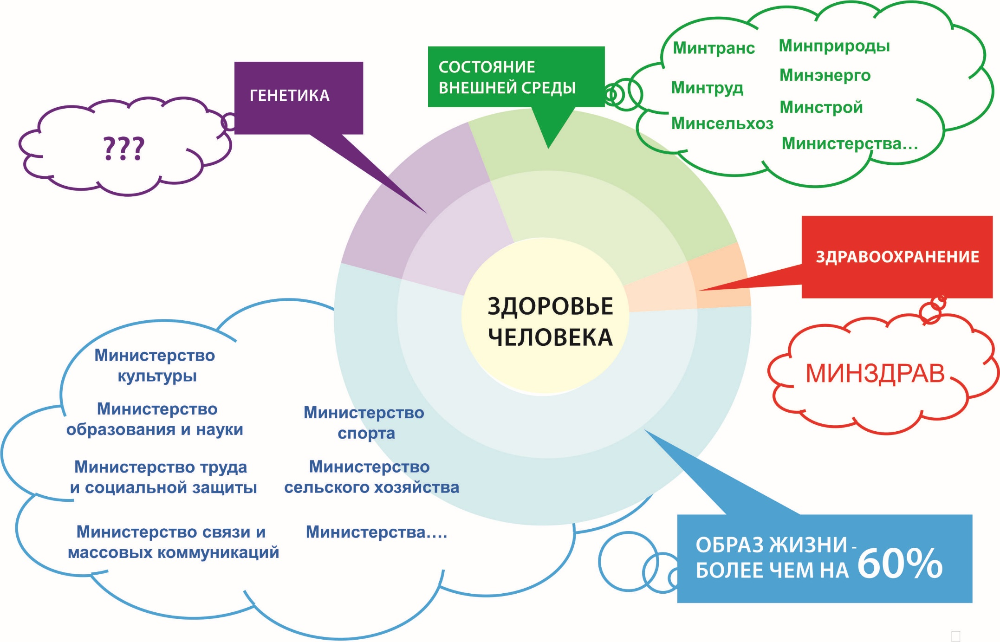 СОСТОЯНИЕ
ВНЕШНЕЙ СРЕДЫ
Минтранс
Минтруд
Минсельхоз
Минприроды
Минэнерго
Минстрой
Министерства...
ГЕНЕТИКА
???
ЗДРАВООХРАНЕНИЕ
МИНЗДРАВ
ЗДОРОВЬЕ
ЧЕЛОВЕКА
Министерство
культуры
Министерство
образования и науки
Министерство труда
и социальной защиты
Министерство связи и
массовых коммуникаций
Министерство
спорта
Министерство
сельского хозяйства
Министерства....
ОБРАЗ ЖИЗНИ -
БОЛЕЕ ЧЕМ НА 60%